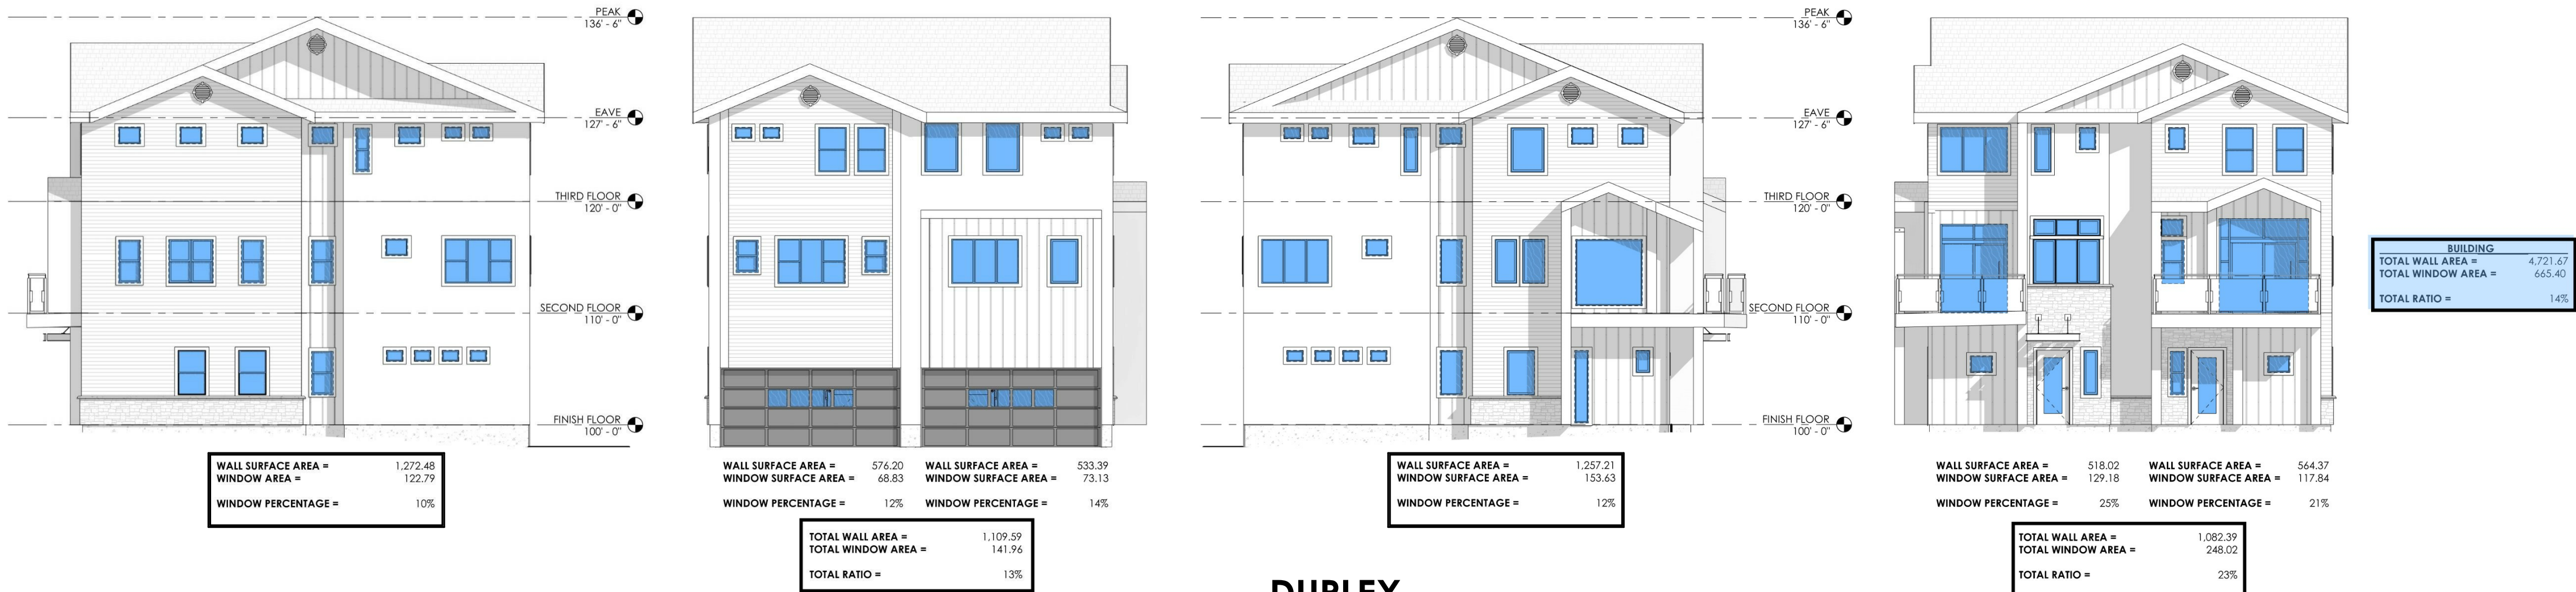 PEAK
136' - 6"
EAVE
127' - 6"
THIRD FLOOR
120' - 0"
SECOND FLOOR
110' - 0"
FINISH FLOOR
100' - 0"
WALL SURFACE AREA = 1,272.48
WINDOW AREA = 122.79
WINDOW PERCENTAGE = 10%
WALL SURFACE AREA = 576.20
WINDOW SURFACE AREA = 68.83
WINDOW PERCENTAGE = 12%
WALL SURFACE AREA = 533.39
WINDOW SURFACE AREA = 73.13
WINDOW PERCENTAGE = 14%
TOTAL WALL AREA = 1,109.59
TOTAL WINDOW AREA = 141.96
TOTAL RATIO = 13%
PEAK
136' - 6"
EAVE
127' - 6"
THIRD FLOOR
120' - 0"
SECOND FLOOR
110' - 0"
FINISH FLOOR
100' - 0"
WALL SURFACE AREA = 1,257.21
WINDOW SURFACE AREA = 153.63
WINDOW PERCENTAGE = 12%
WALL SURFACE AREA = 518.02
WINDOW SURFACE AREA = 129.18
WINDOW PERCENTAGE = 25%
WALL SURFACE AREA = 564.37
WINDOW SURFACE AREA = 117.84
WINDOW PERCENTAGE = 21%
TOTAL WALL AREA = 1,082.39
TOTAL WINDOW AREA = 248.02
TOTAL RATIO = 23%
BUILDING
TOTAL WALL AREA = 4,721.67
TOTAL WINDOW AREA = 665.40
TOTAL RATIO = 14%
DUPLEX